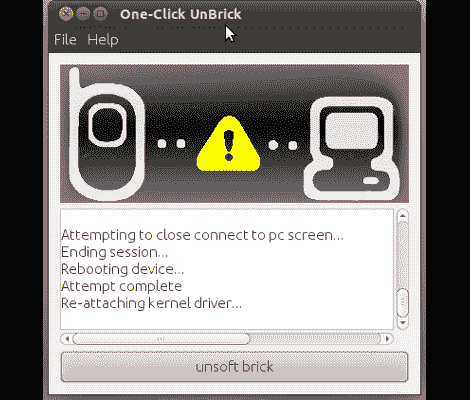 One-Click UnBrick
File Help
Attempting to close connect to pc screen...
Ending session...
Rebooting device...
Attempt complete
Re-attaching kernel driver...
unsoft brick